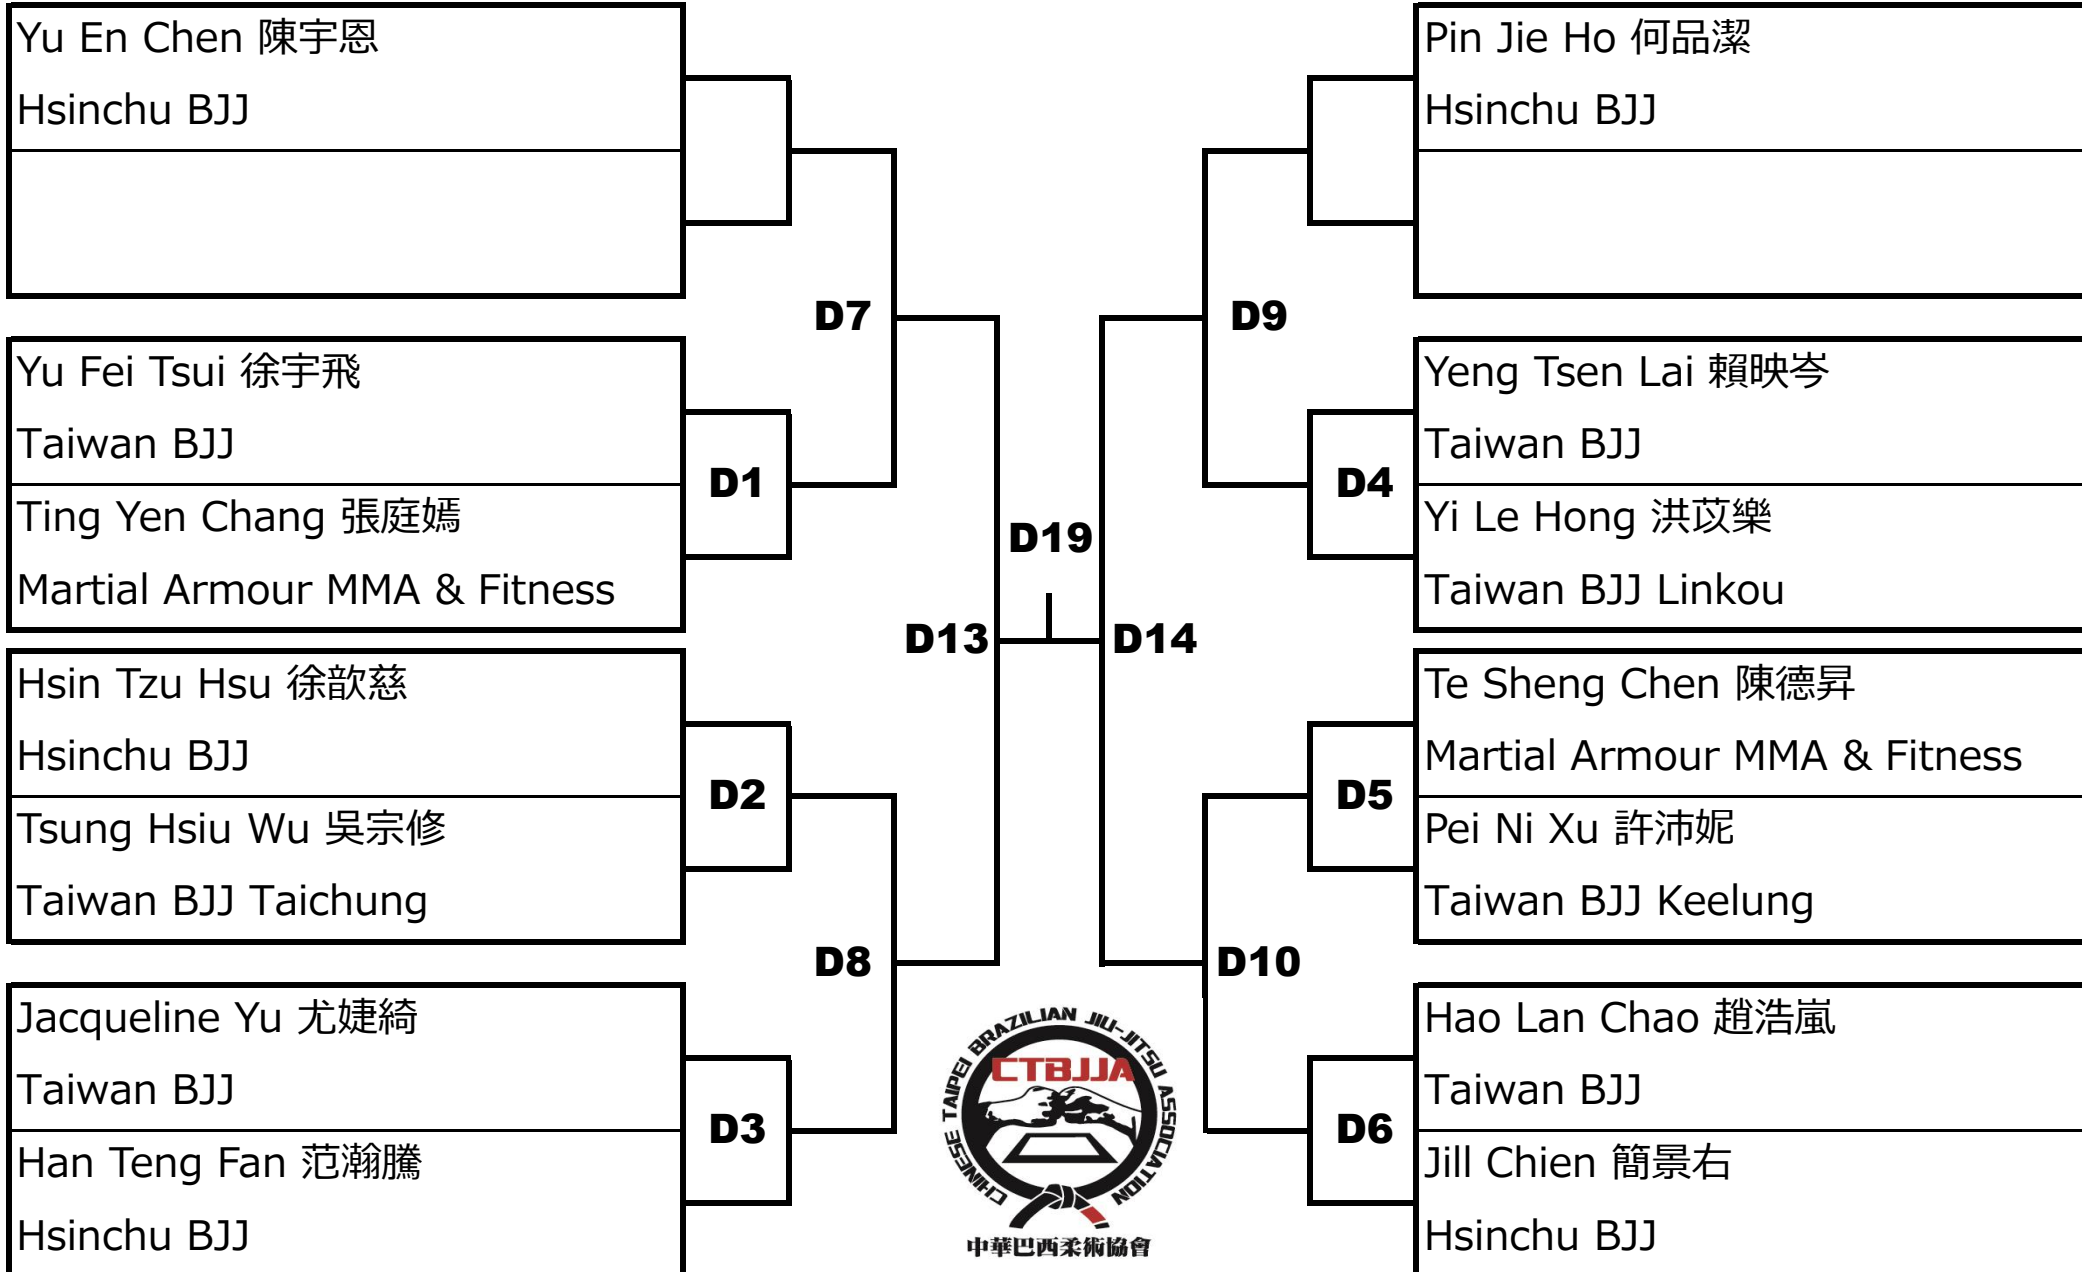 Yu En Chen 陳宇恩
Hsinchu BJJ
Yu Fei Tsui 徐宇飛
Taiwan BJJ
Ting Yen Chang 張庭嫣
Martial Armour MMA & Fitness
Hsin Tzu Hsu 徐歆慈
Hsinchu BJJ
Tsung Hsiu Wu 吳宗修
Taiwan BJJ Taichung
Jacqueline Yu 尤婕綺
Taiwan BJJ
Han Teng Fan 范瀚騰
Hsinchu BJJ
D1
D2
D3
D7
D8
D13
D19
D14
D9
D10
D4
D5
D6
Pin Jie Ho 何品潔
Hsinchu BJJ
Yeng Tsen Lai 賴映岑
Taiwan BJJ
Yi Le Hong 洪苡樂
Taiwan BJJ Linkou
Te Sheng Chen 陳德昇
Martial Armour MMA & Fitness
Pei Ni Xu 許沛妮
Taiwan BJJ Keelung
Hao Lan Chao 趙浩嵐
Taiwan BJJ
Jill Chien 簡景右
Hsinchu BJJ
CHINESE TAIPEI BRAZILIAN JIU-JITSU ASSOCIATION
CTBJJA
中華巴西柔術協會